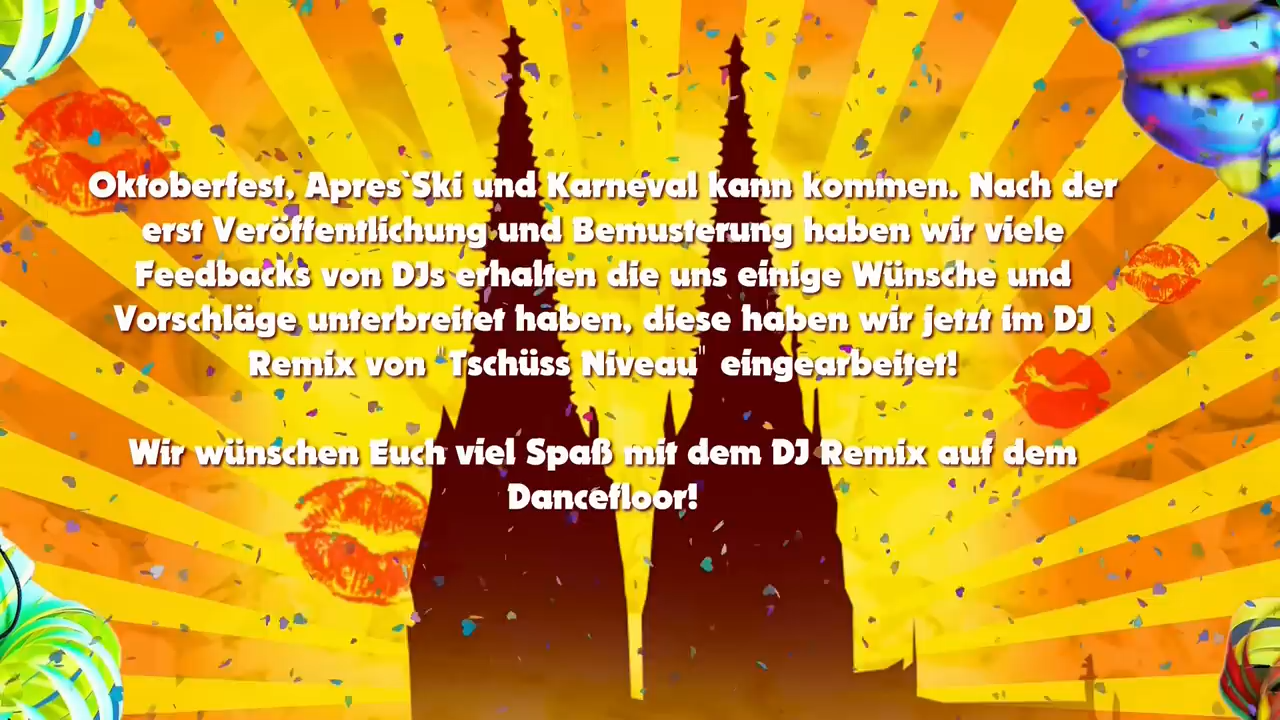 Oktoberfest, Apres`Ski und Karneval kann kommen. Nach der
erst Veröffentlichung und Bemusterung haben wir viele
Feedbacks von DJs erhalten die uns einige Wünsche und
Vorschläge unterbreitet haben, diese haben wir jetzt im DJ
Remix von "Tschüss Niveau" eingearbeitet!
Wir wünschen Euch viel Spaß mit dem DJ Remix auf dem
Dancefloor!